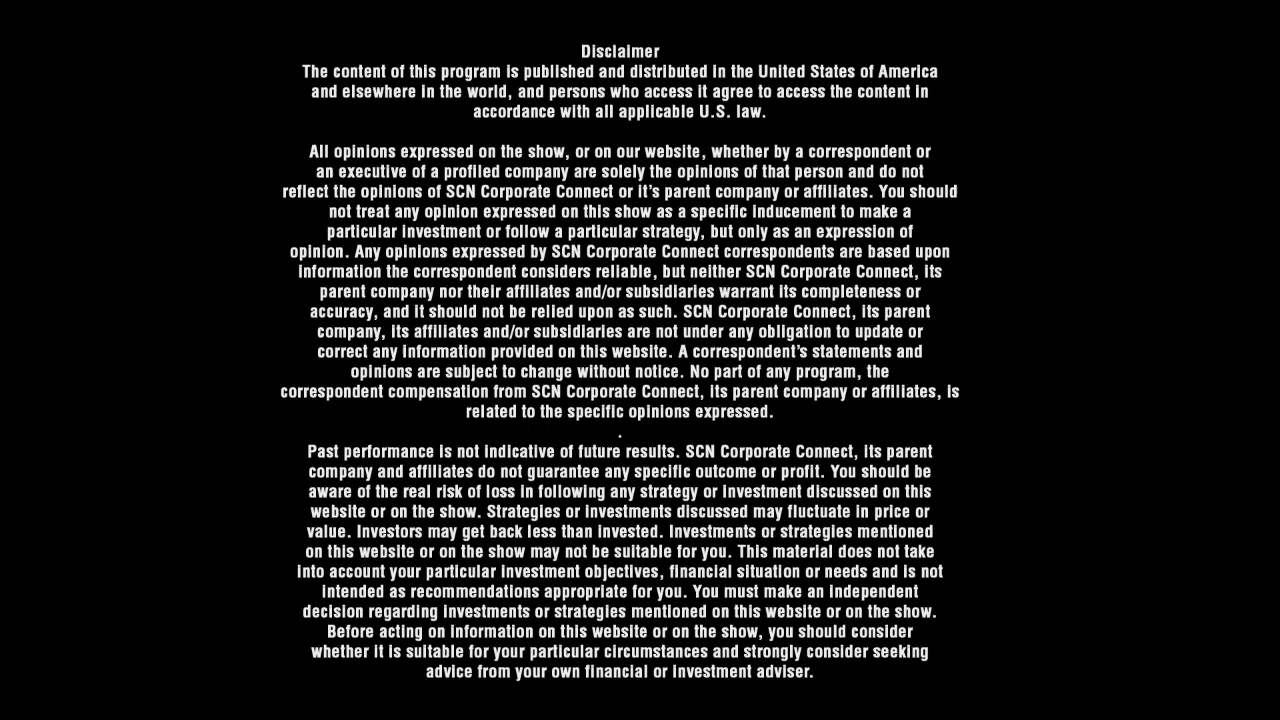 Disclaimer
The content of this program is published and distributed in the United States of America
and elsewhere in the world, and persons who access it agree to access the content in
accordance with all applicable U.S. law.
All opinions expressed on the show, or on our website, whether by a correspondent or
an executive of a profiled company are solely the opinions of that person and do not
reflect the opinions of SCN Corporate Connect or it's parent company or affiliates. You should
not treat any opinion expressed on this show as a specific inducement to make a
particular investment or follow a particular strategy, but only as an expression of
opinion. Any opinions expressed by SCN Corporate Connect correspondents are based upon
information the correspondent considers reliable, but neither SCN Corporate Connect, its
parent company nor their affiliates and/or subsidiaries warrant its completeness or
accuracy, and it should not be relied upon as such. SCN Corporate Connect, its parent
company, its affiliates and/or subsidiaries are not under any obligation to update or
correct any information provided on this website. A correspondent's statements and
opinions are subject to change without notice. No part of any program, the
correspondent compensation from SCN Corporate Connect, its parent company or affiliates, is
related to the specific opinions expressed.
.
Past performance is not indicative of future results. SCN Corporate Connect, its parent
company and affiliates do not guarantee any specific outcome or profit. You should be
aware of the real risk of loss in following any strategy or investment discussed on this
website or on the show. Strategies or investments discussed may fluctuate in price or
value. Investors may get back less than invested. Investments or strategies mentioned
on this website or on the show may not be suitable for you. This material does not take
into account your particular investment objectives, financial situation or needs and is not
intended as recommendations appropriate for you. You must make an independent
decision regarding investments or strategies mentioned on this website or on the show.
Before acting on information on this website or on the show, you should consider
whether it is suitable for your particular circumstances and strongly consider seeking
advice from your own financial or investment adviser.